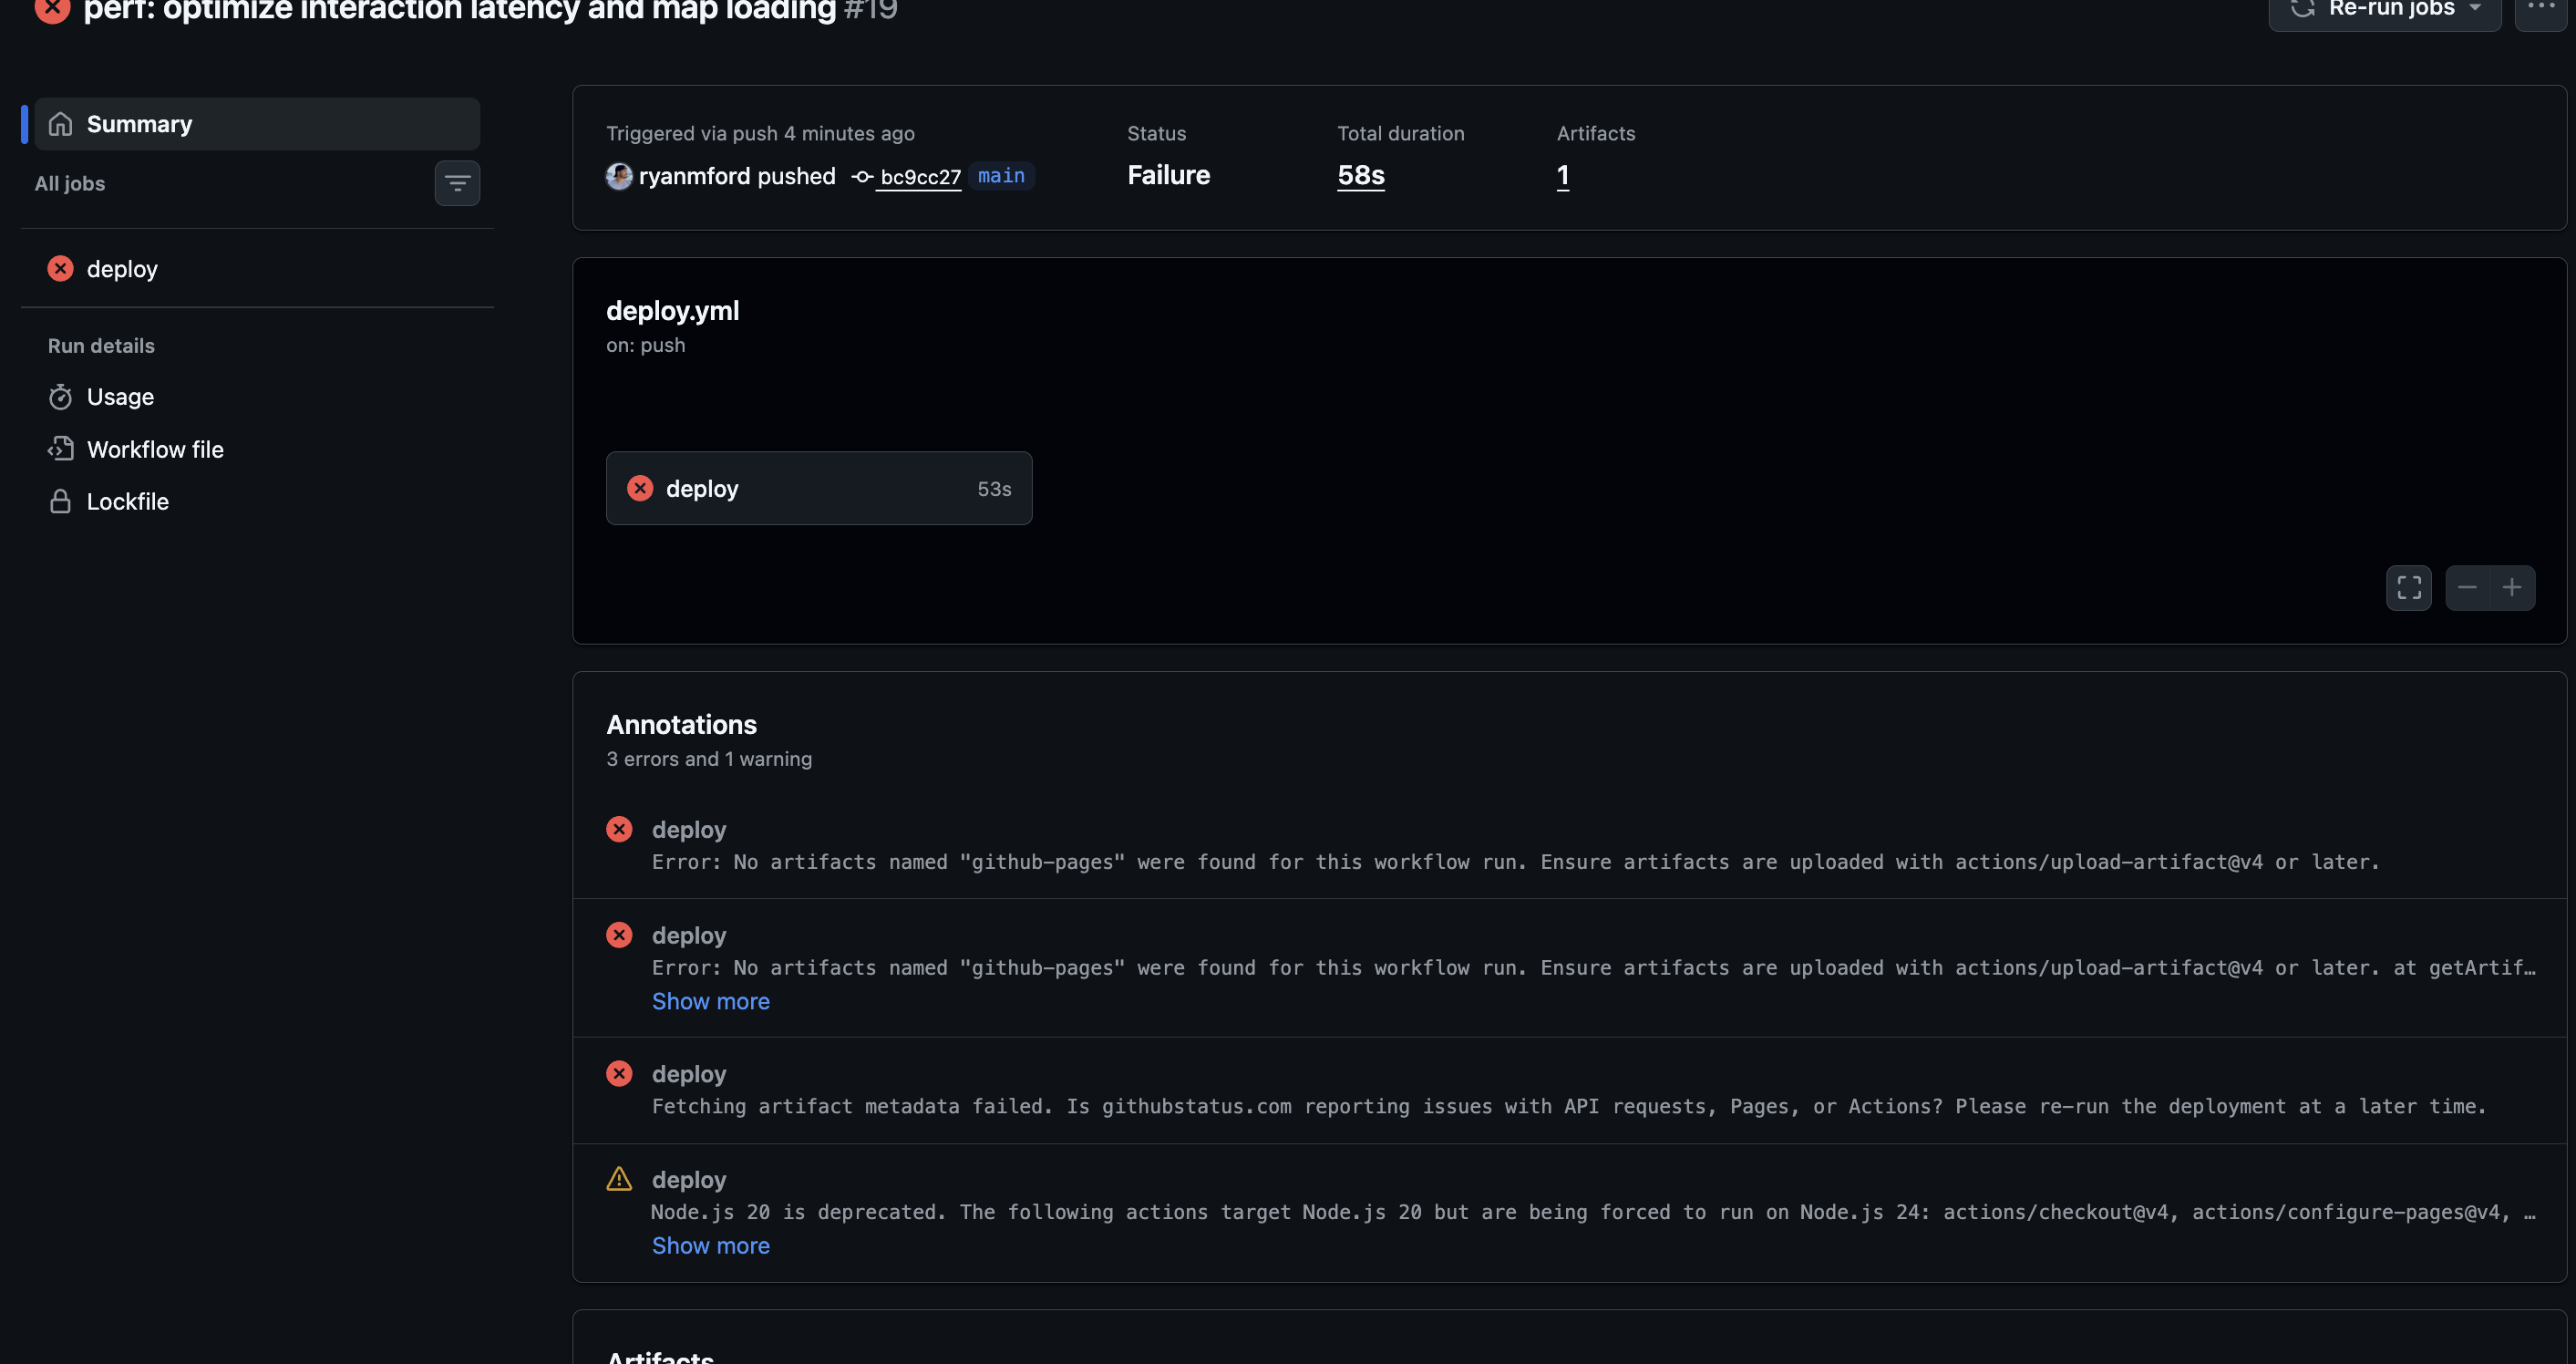 perf: optimize interaction latency and map loading #19
Re-run jobs
Summary
All jobs
deploy
Run details
Usage
Workflow file
Lockfile
Triggered via push 4 minutes ago
ryanmford pushed bc9cc27 main
Status
Failure
Total duration
58s
Artifacts
1
deploy.yml
on: push
deploy 53s
Annotations
3 errors and 1 warning
deploy
Error: No artifacts named "github-pages" were found for this workflow run. Ensure artifacts are uploaded with actions/upload-artifact@v4 or later.
deploy
Error: No artifacts named "github-pages" were found for this workflow run. Ensure artifacts are uploaded with actions/upload-artifact@v4 or later. at getArtif…
Show more
deploy
Fetching artifact metadata failed. Is githubstatus.com reporting issues with API requests, Pages, or Actions? Please re-run the deployment at a later time.
deploy
Node.js 20 is deprecated. The following actions target Node.js 20 but are being forced to run on Node.js 24: actions/checkout@v4, actions/configure-pages@v4, …
Show more
Artifacts